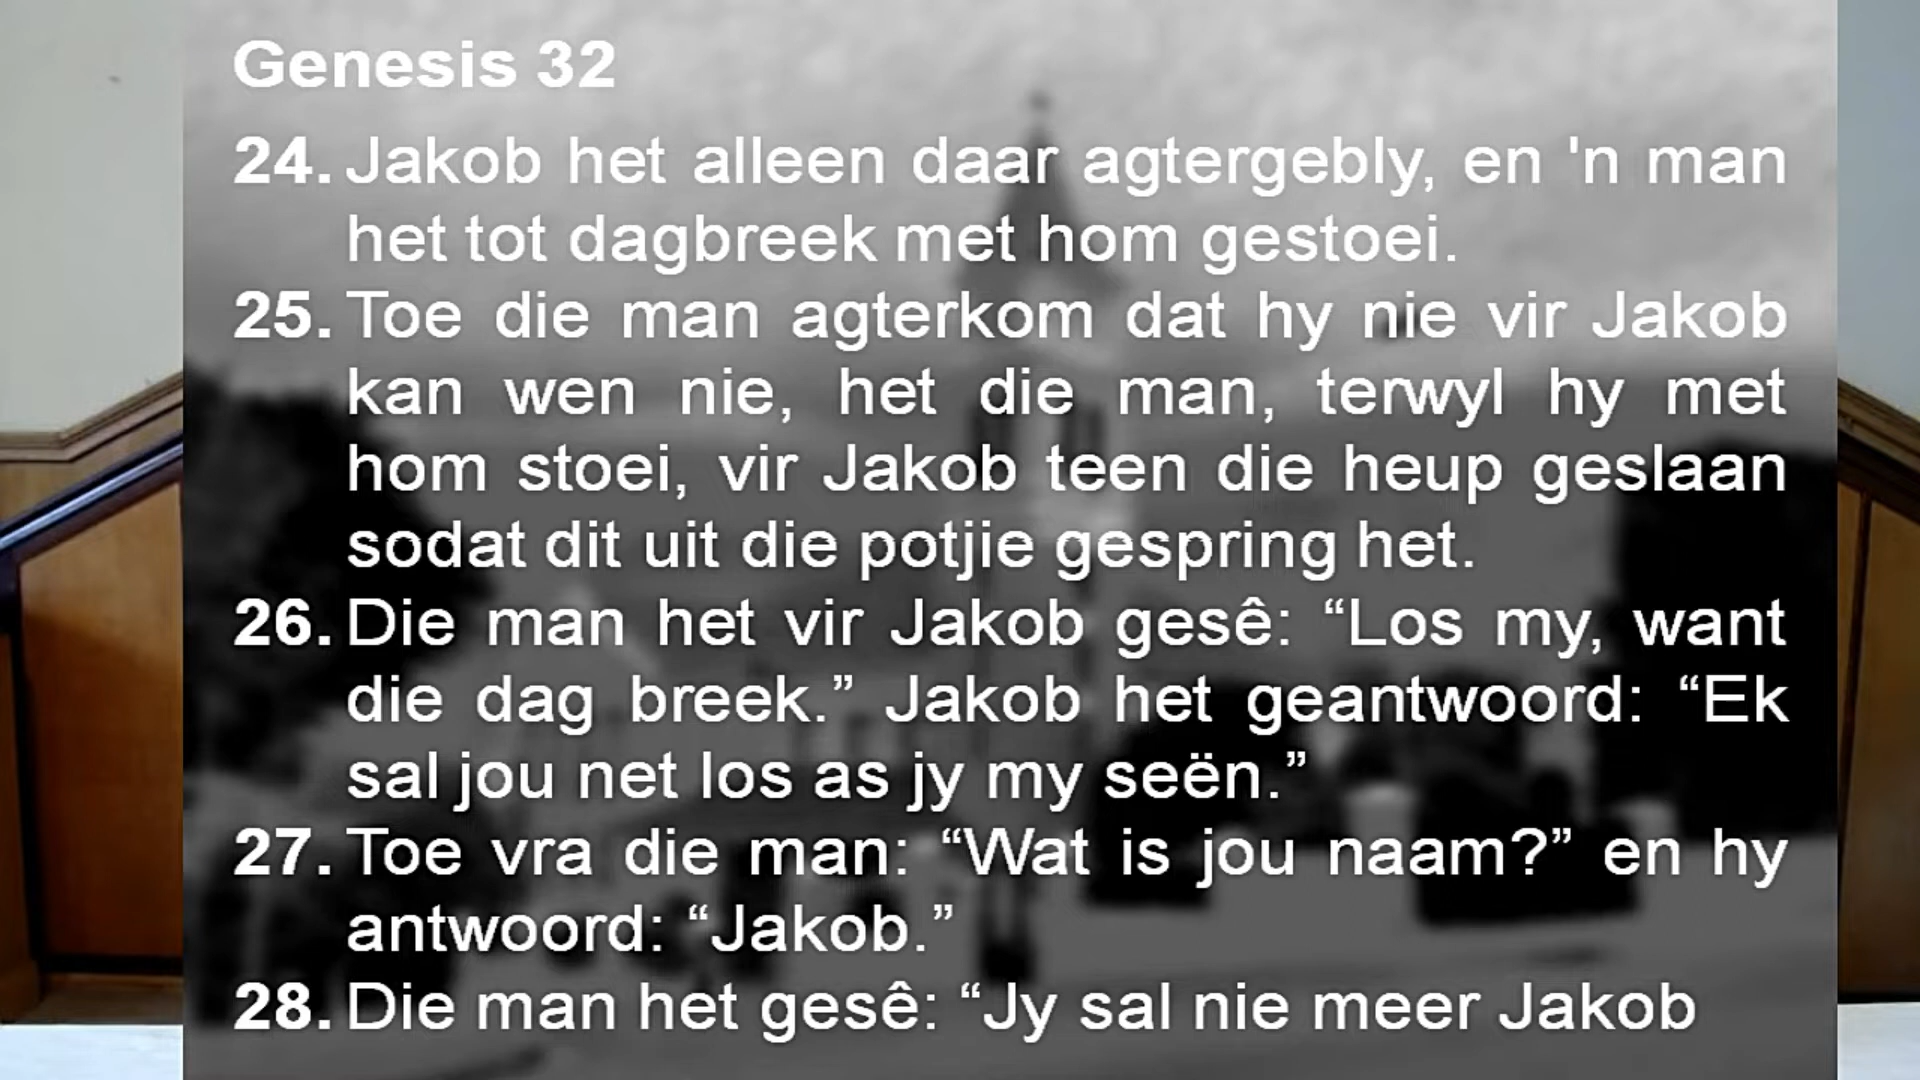 Genesis 32
24. Jakob het alleen daar agtergebly, en 'n man
het tot dagbreek met hom gestoei.
25. Toe die man agterkom dat hy nie vir Jakob
kan wen nie, het die man, terwyl hy met
hom stoei, vir Jakob teen die heup geslaan
sodat dit uit die potjie gespring het.
26. Die man het vir Jakob gesê: “Los my, want
die dag breek.” Jakob het geantwoord: “Ek
sal jou net los as jy my seën.”
27. Toe vra die man: “Wat is jou naam?” en hy
antwoord: “Jakob.”
28. Die man het gesê: “Jy sal nie meer Jakob